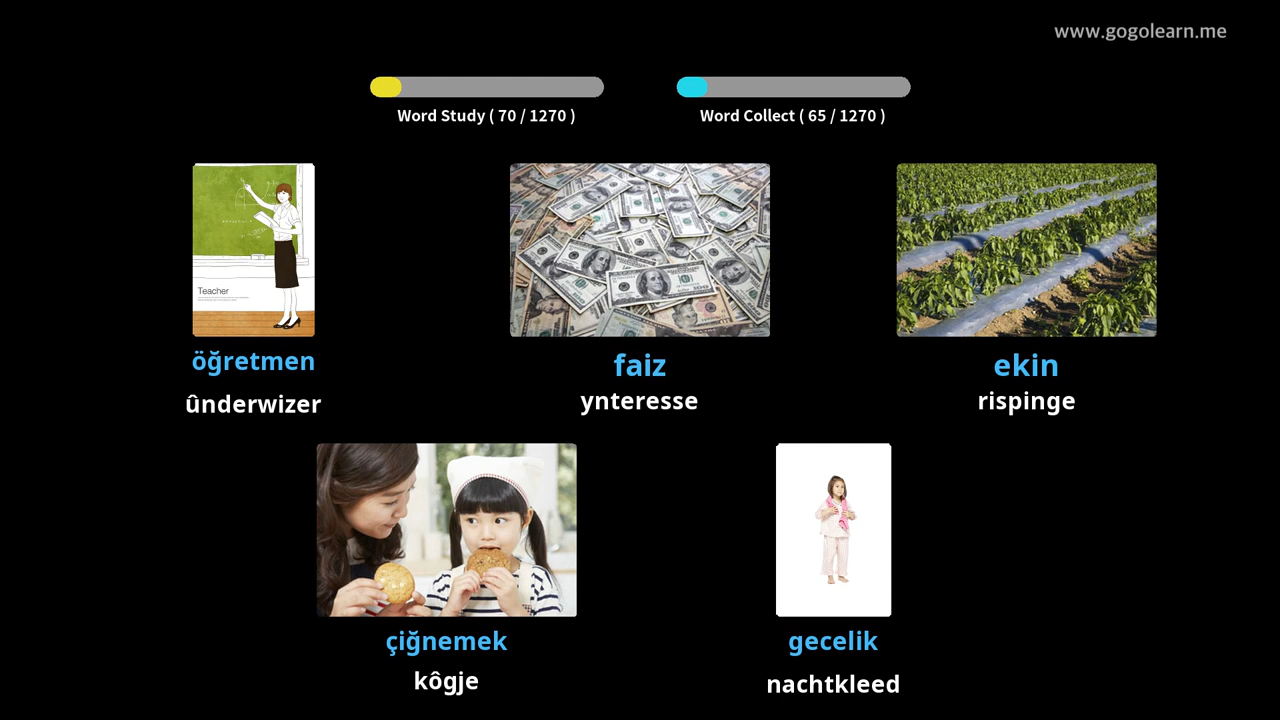 www.gogolearn.me
Word Study ( 70 / 1270 )
Word Collect ( 65 / 1270 )
Teacher
öğretmen
ûnderwizer
faiz
ynteresse
ekin
rispinge
çiğnemek
kôgje
gecelik
nachtkleed